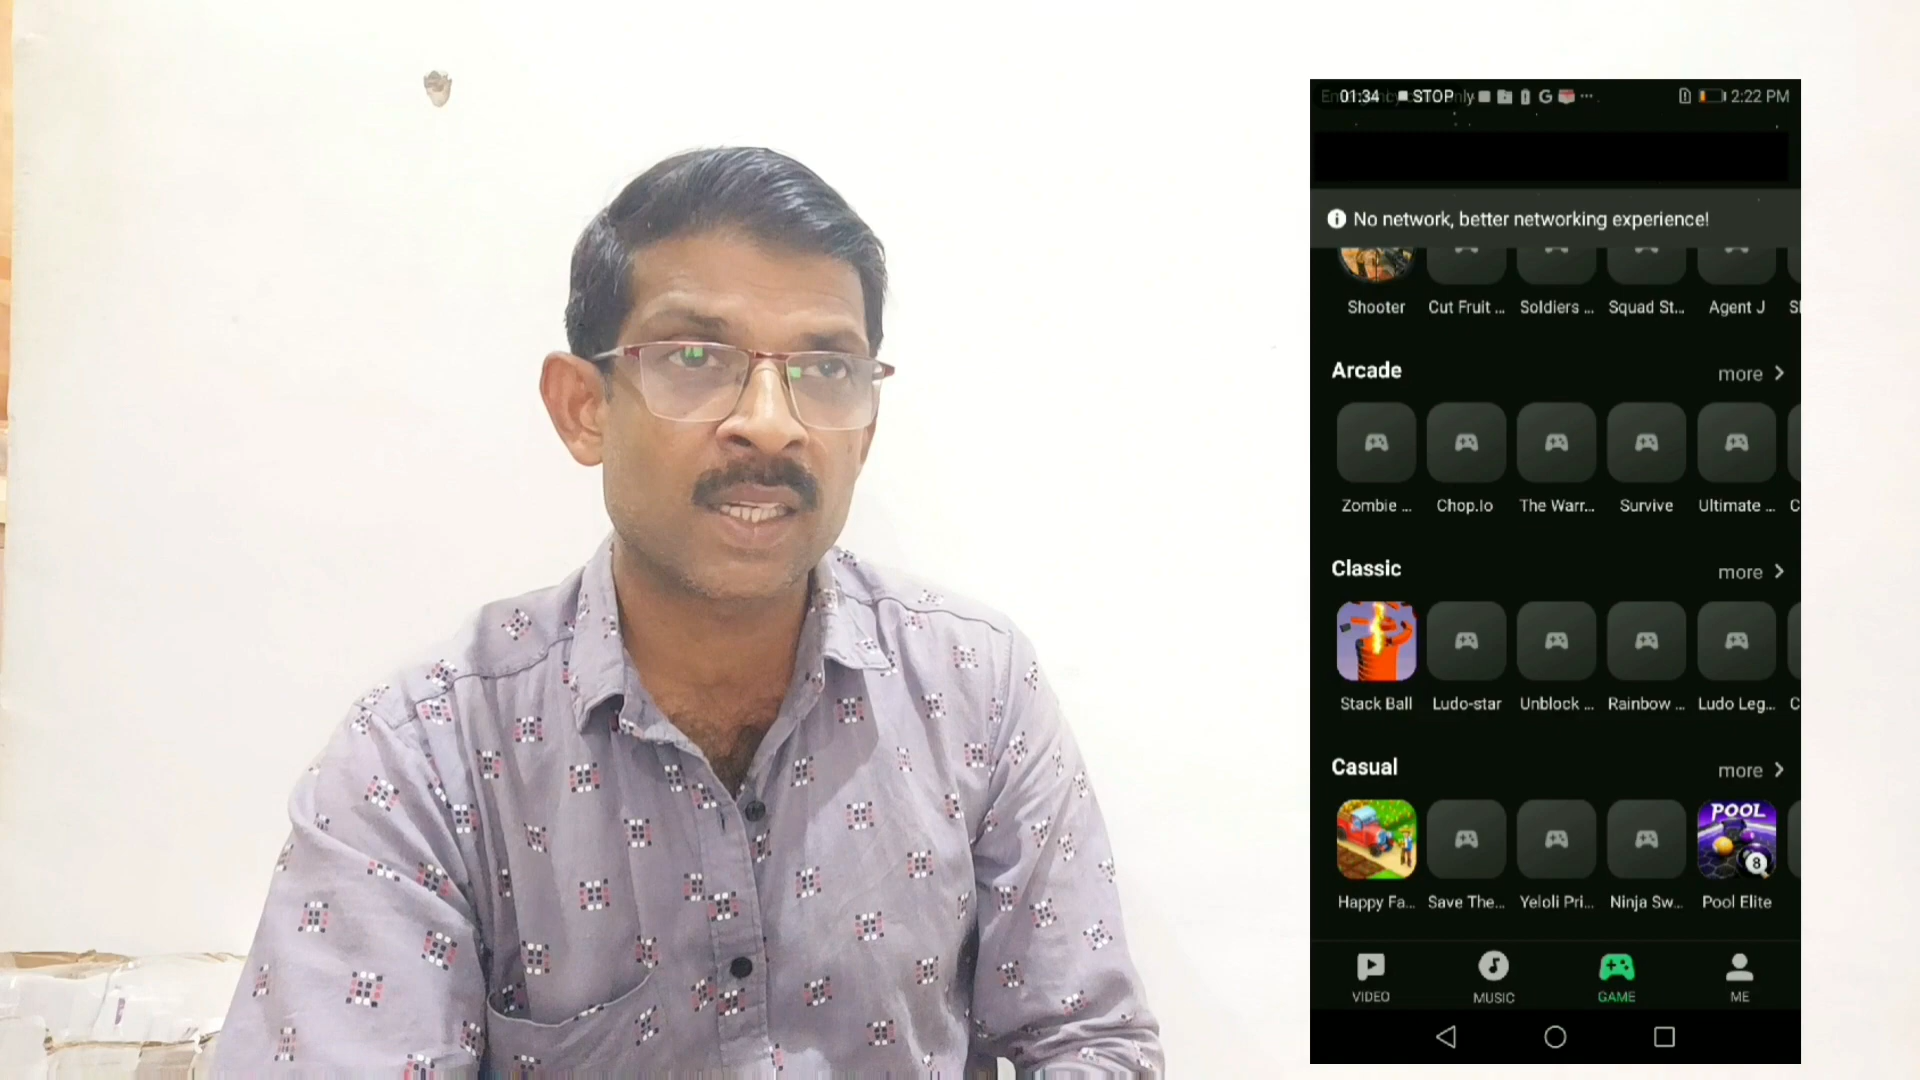 01:34 STOP 2:22 PM
No network, better networking experience!
Shooter Cut Fruit ... Soldiers ... Squad St... Agent J
Arcade more
Zombie ... Chop.Io The Warr... Survive Ultimate ... C
Classic more
Stack Ball Ludo-star Unblock ... Rainbow ... Ludo Leg... C
Casual more
POOL
8
Happy Fa... Save The... Yeloli Pri... Ninja Sw... Pool Elite
VIDEO MUSIC GAME ME